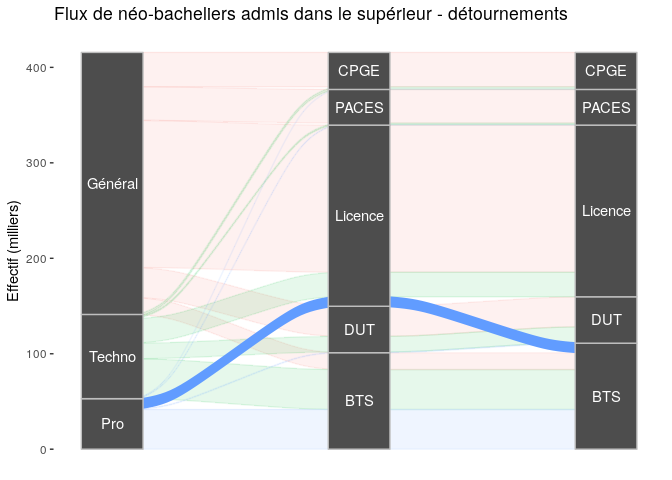 Flux de néo-bacheliers admis dans le supérieur - détournements
Effectif (milliers)
400
300
200
100
0
Général
Techno
Pro
CPGE
PACES
Licence
DUT
BTS
CPGE
PACES
Licence
DUT
BTS